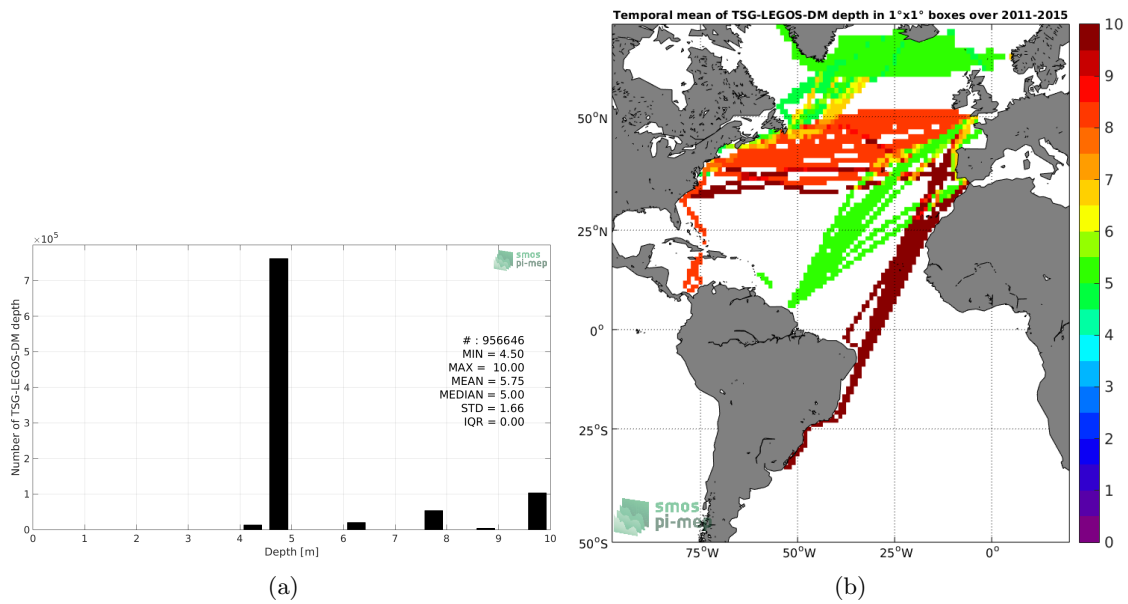 Temporal mean of TSG-LEGOS-DM depth in 1°x1° boxes over 2011-2015
×10⁵
7
6
5
4
3
2
1
0
Number of TSG-LEGOS-DM depth
smos
pi-mep
# : 956646
MIN = 4.50
MAX = 10.00
MEAN = 5.75
MEDIAN = 5.00
STD = 1.66
IQR = 0.00
0 1 2 3 4 5 6 7 8 9 10
Depth [m]
(a)
50°N
25°N
0°
25°S
50°S
75°W 50°W 25°W 0°
smos
pi-mep
10
9
8
7
6
5
4
3
2
1
0
(b)